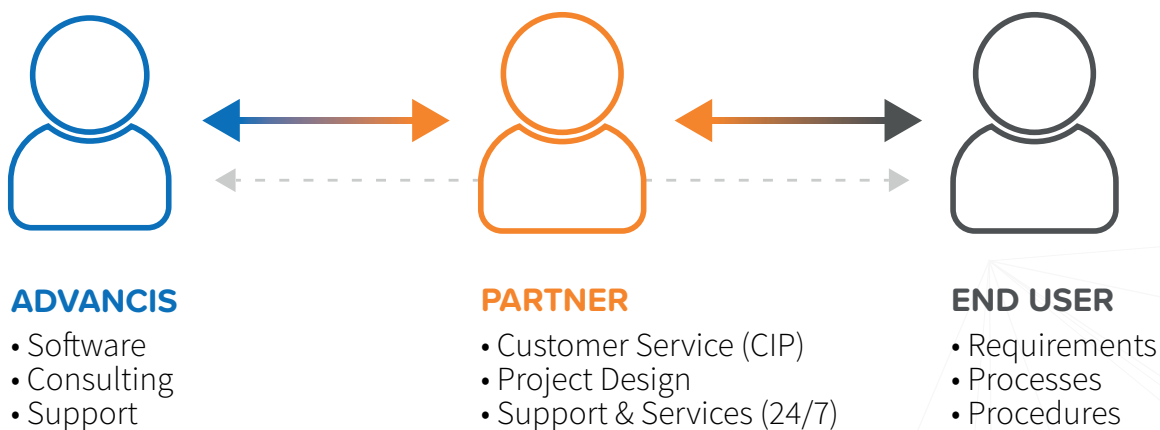 ADVANCIS
• Software
• Consulting
• Support
PARTNER
• Customer Service (CIP)
• Project Design
• Support & Services (24/7)
END USER
• Requirements
• Processes
• Procedures